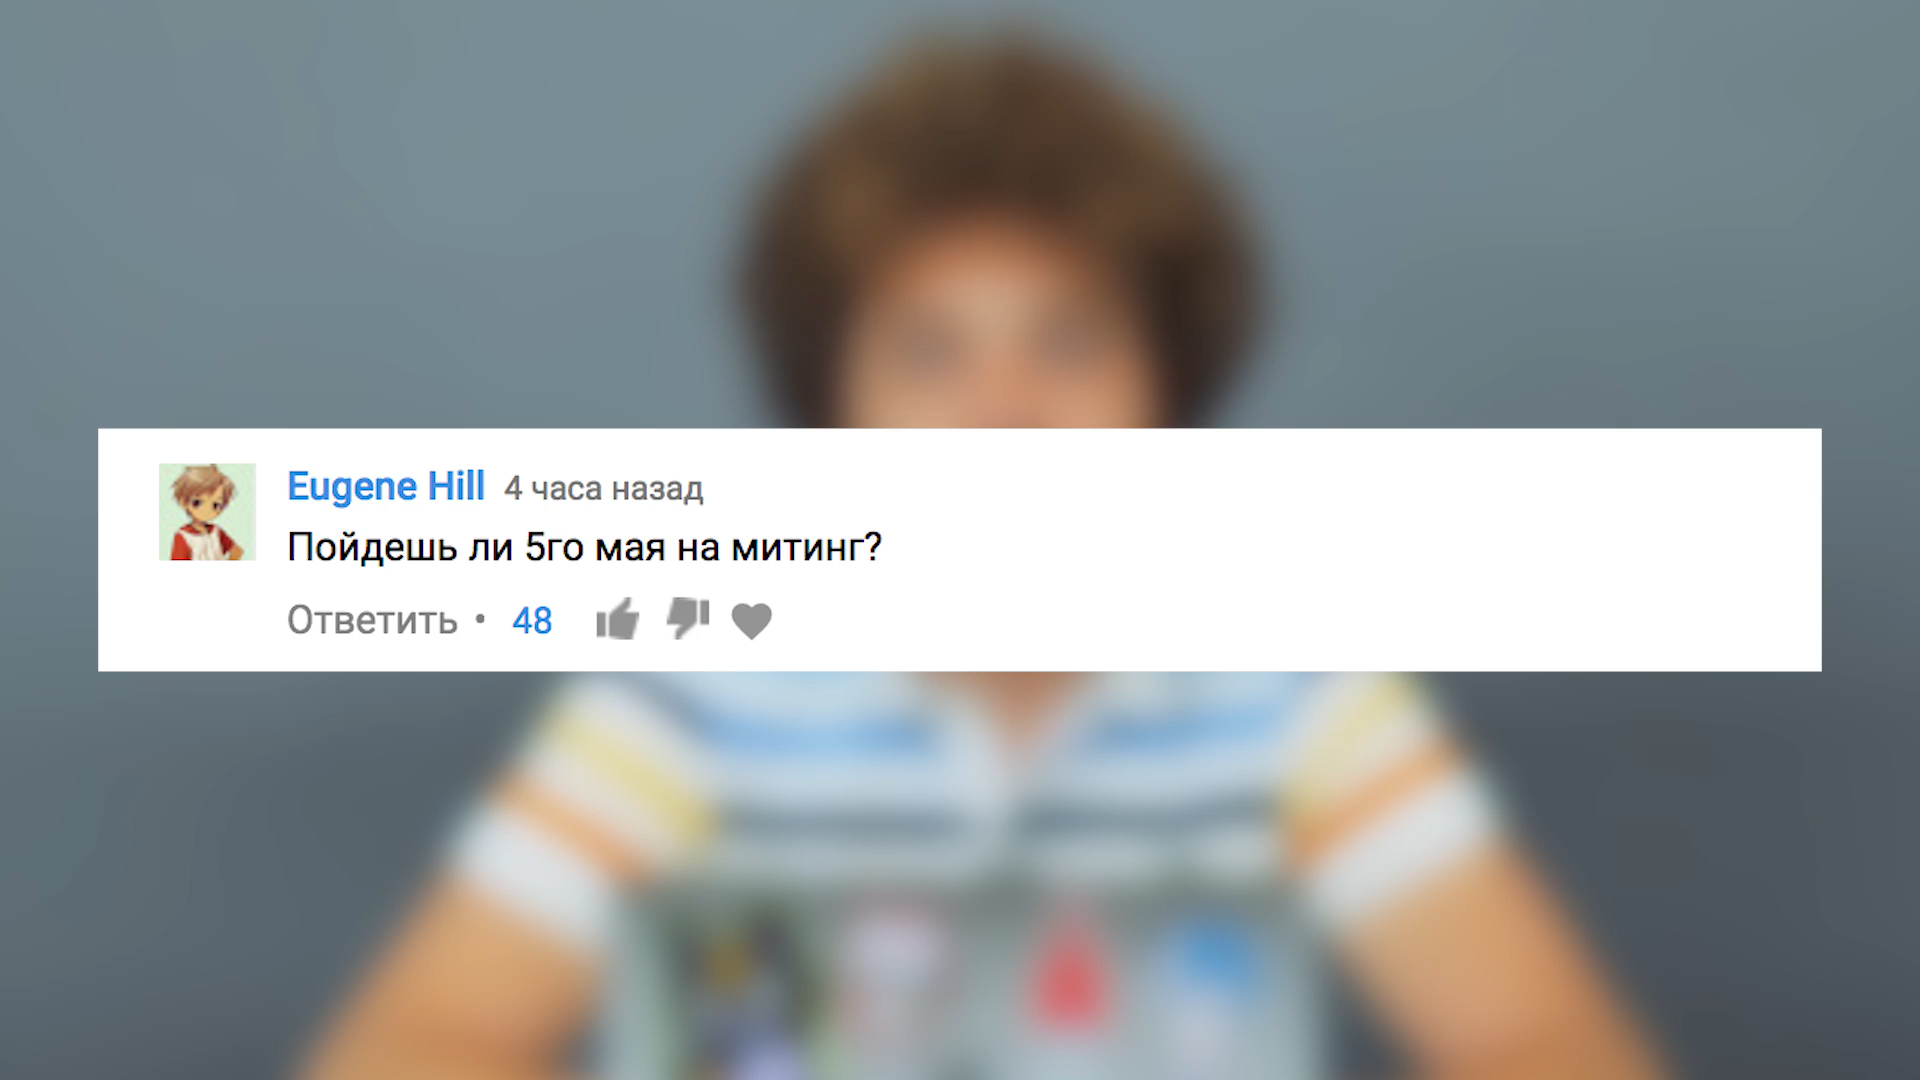 Eugene Hill 4 часа назад
Пойдешь ли 5го мая на митинг?
Ответить • 48